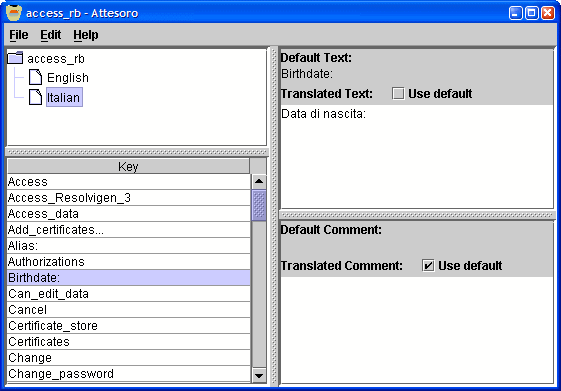 access_rb - Attesoro
File Edit Help
access_rb
English
Italian
Key
Access
Access_Resolvigen_3
Access_data
Add_certificates...
Alias:
Authorizations
Birthdate:
Can_edit_data
Cancel
Certificate_store
Certificates
Change
Change_password
Default Text:
Birthdate:
Translated Text: Use default
Data di nascita:
Default Comment:
Translated Comment: Use default